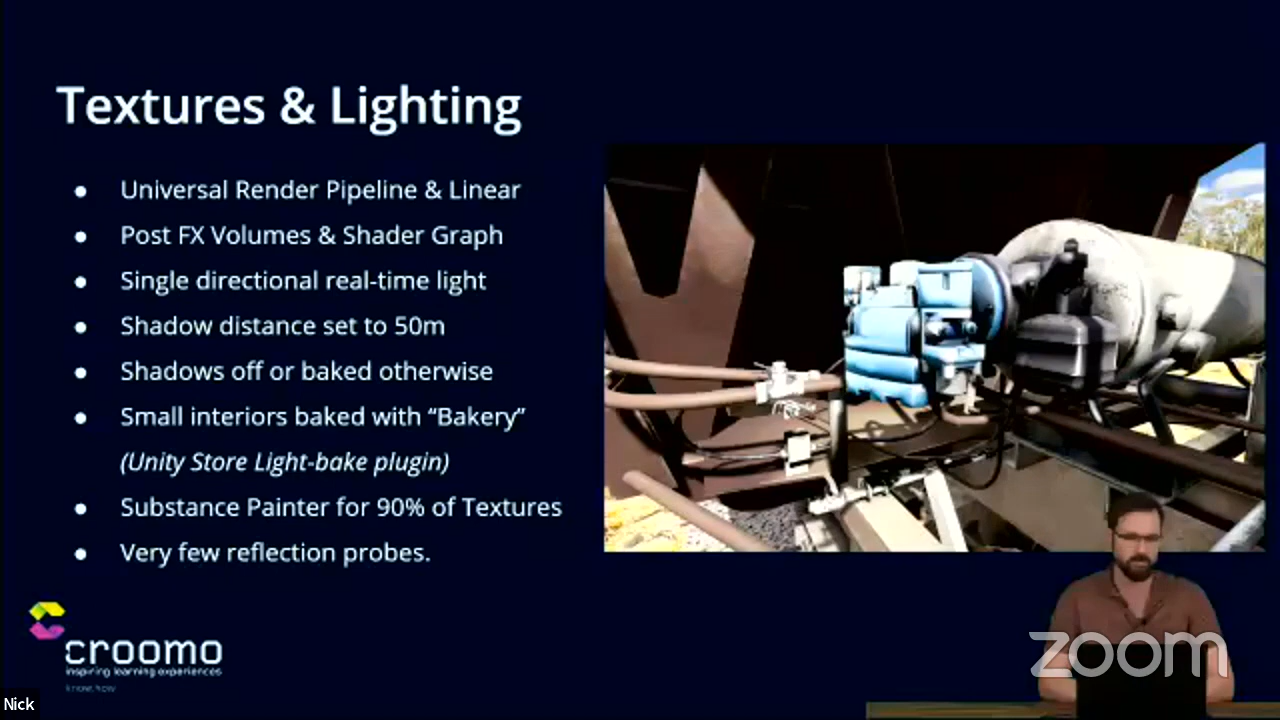 Textures & Lighting
● Universal Render Pipeline & Linear
● Post FX Volumes & Shader Graph
● Single directional real-time light
● Shadow distance set to 50m
● Shadows off or baked otherwise
● Small interiors baked with “Bakery”
(Unity Store Light-bake plugin)
● Substance Painter for 90% of Textures
● Very few reflection probes.
croomo
inspiring learning experiences
know.how
zoom
Nick